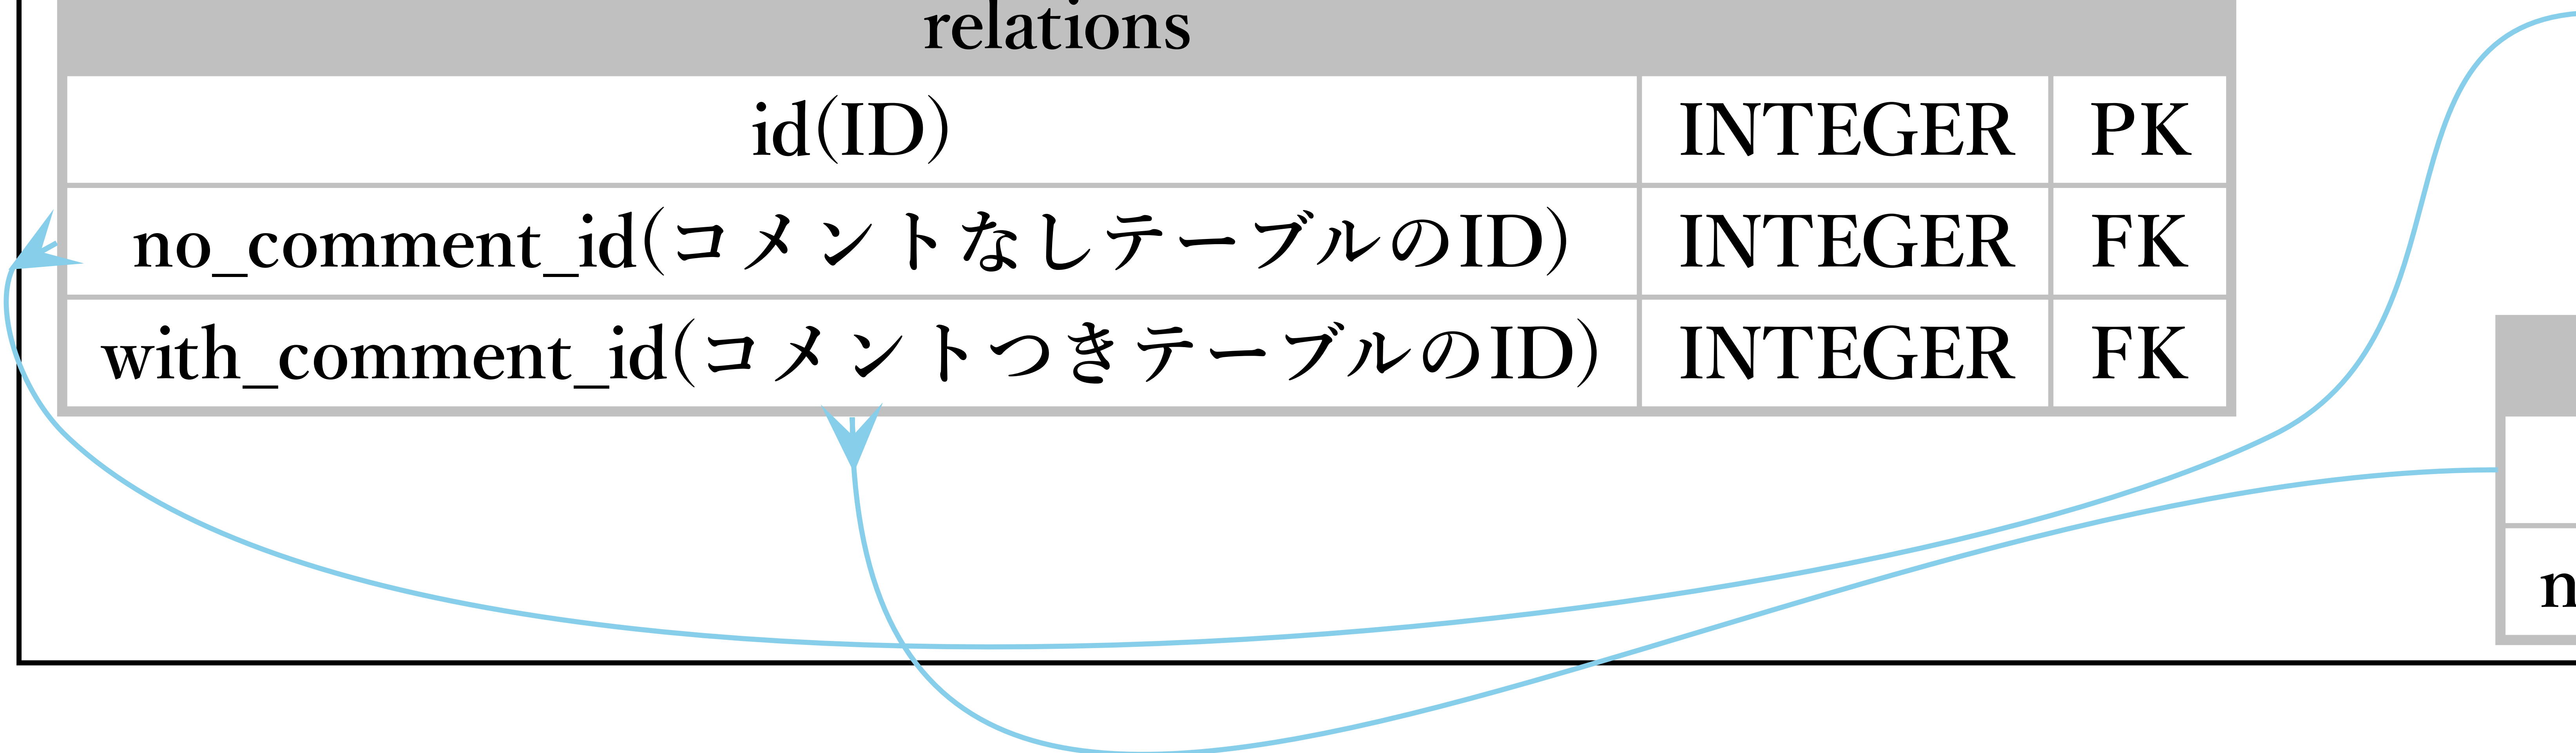 relations
id(ID) INTEGER PK
no_comment_id(コメントなしテーブルのID) INTEGER FK
with_comment_id(コメントつきテーブルのID) INTEGER FK
n